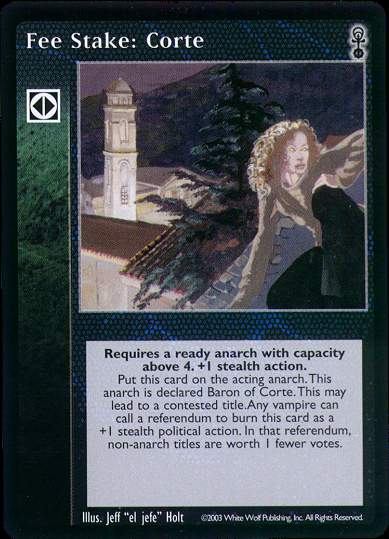 Fee Stake: Corte
Requires a ready anarch with capacity
above 4. +1 stealth action.
Put this card on the acting anarch. This
anarch is declared Baron of Corte. This may
lead to a contested title. Any vampire can
call a referendum to burn this card as a
+1 stealth political action. In that referendum,
non-anarch titles are worth 1 fewer votes.
Illus. Jeff "el jefe" Holt
©2003 White Wolf Publishing, Inc. All Rights Reserved.